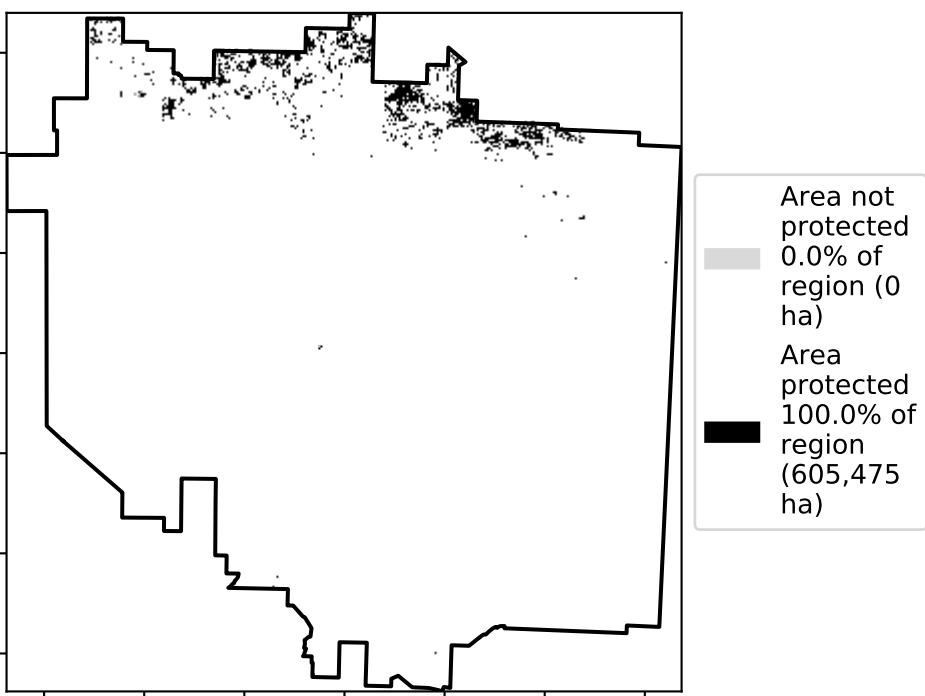 Area not
protected
0.0% of
region (0
ha)
Area
protected
100.0% of
region
(605,475
ha)